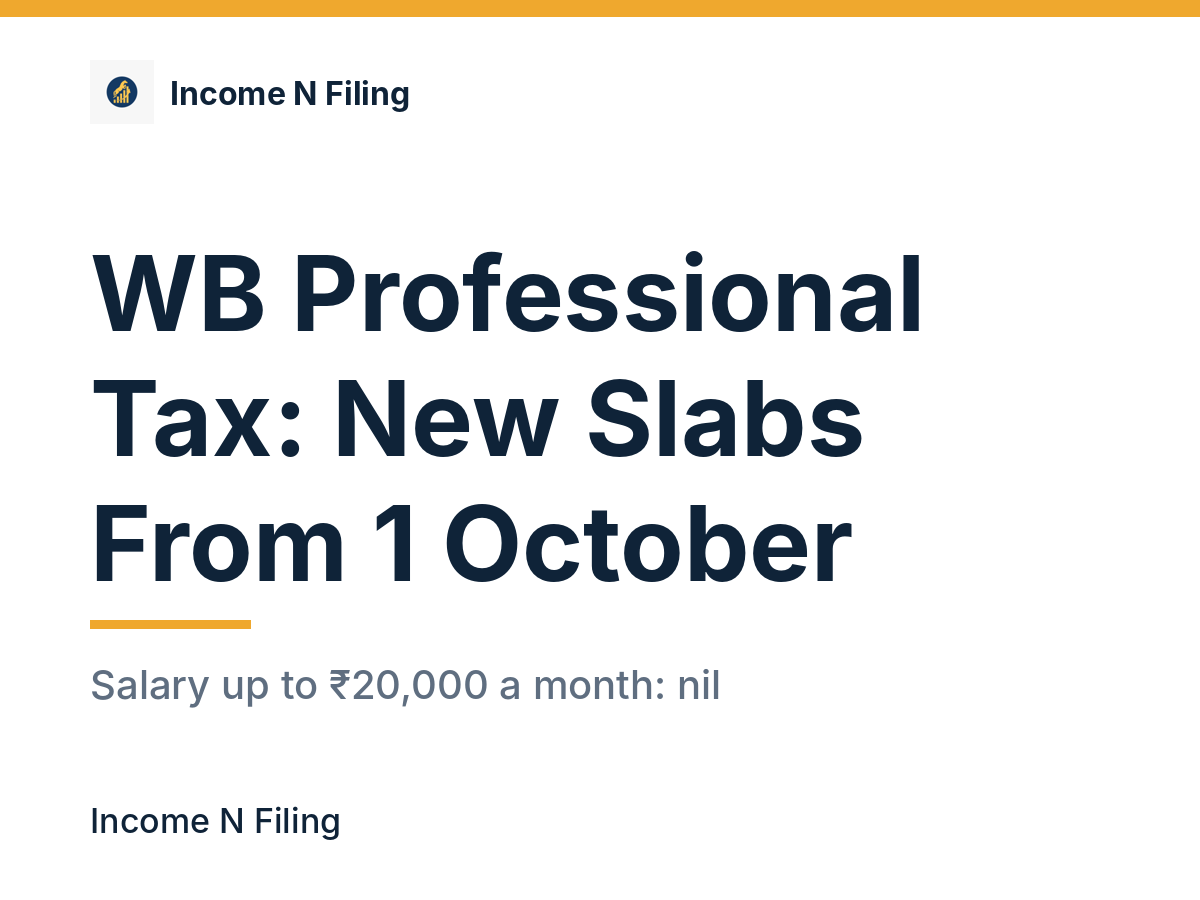 Income N Filing
WB Professional
Tax: New Slabs
From 1 October
Salary up to ₹20,000 a month: nil
Income N Filing